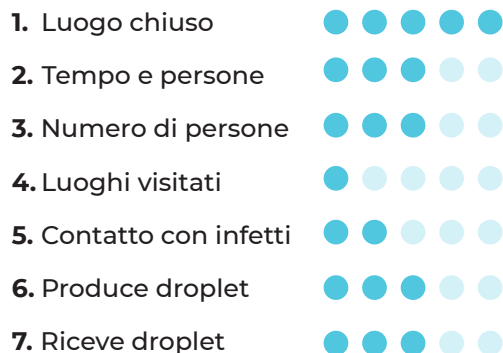 1. Luogo chiuso
2. Tempo e persone
3. Numero di persone
4. Luoghi visitati
5. Contatto con infetti
6. Produce droplet
7. Riceve droplet